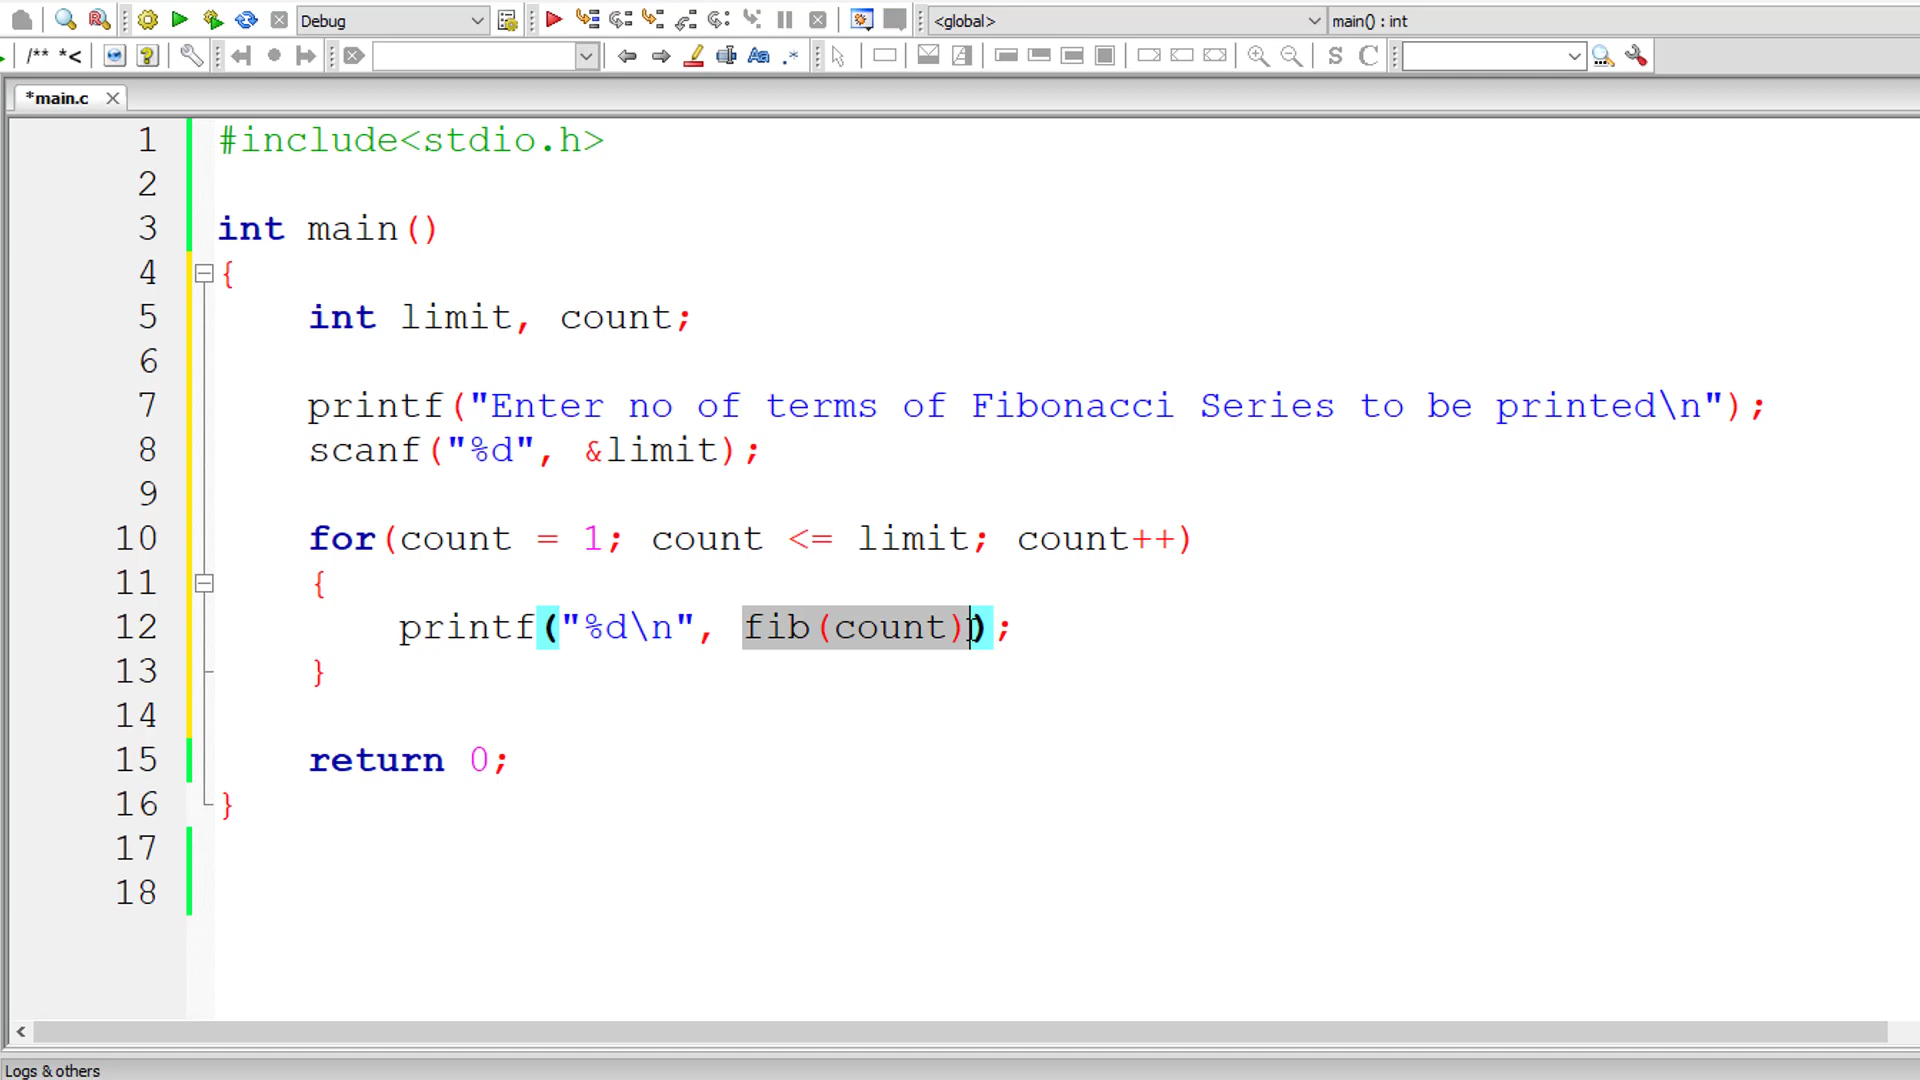 Debug
<global>
main() : int
/** *<
Aa .* S C
*main.c
1 #include<stdio.h>
2
3 int main()
4 {
5 int limit, count;
6
7 printf("Enter no of terms of Fibonacci Series to be printed\n");
8 scanf("%d", &limit);
9
10 for(count = 1; count <= limit; count++)
11 {
12 printf("%d\n", fib(count));
13 }
14
15 return 0;
16 }
17
18
Logs & others